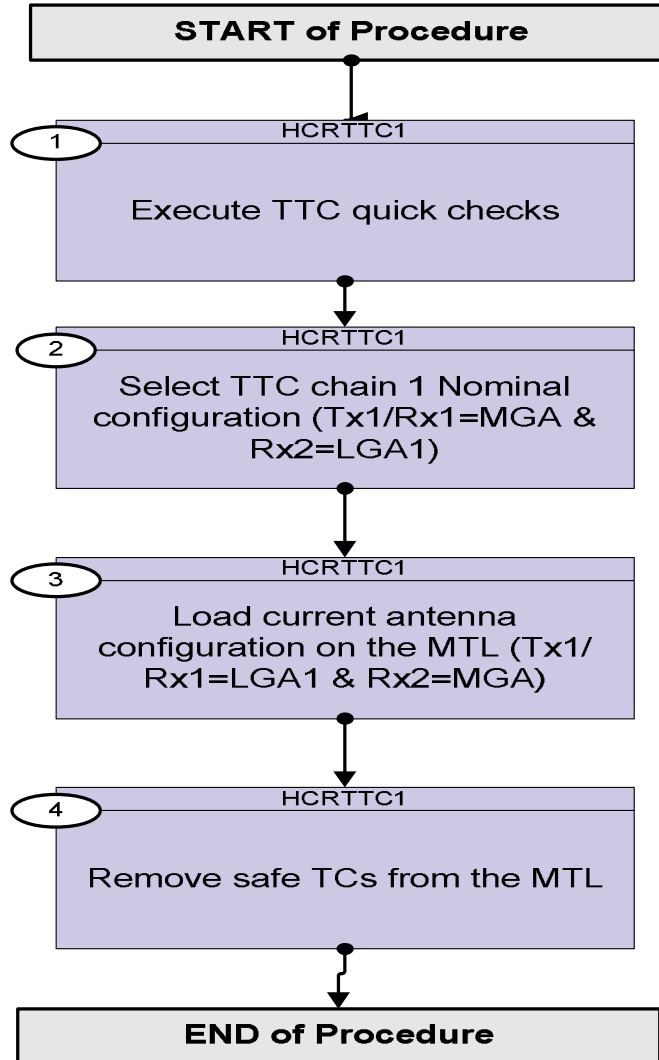 START of Procedure
1
HCRTTC1
Execute TTC quick checks
2
HCRTTC1
Select TTC chain 1 Nominal
configuration (Tx1/Rx1=MGA &
Rx2=LGA1)
3
HCRTTC1
Load current antenna
configuration on the MTL (Tx1/
Rx1=LGA1 & Rx2=MGA)
4
HCRTTC1
Remove safe TCs from the MTL
END of Procedure